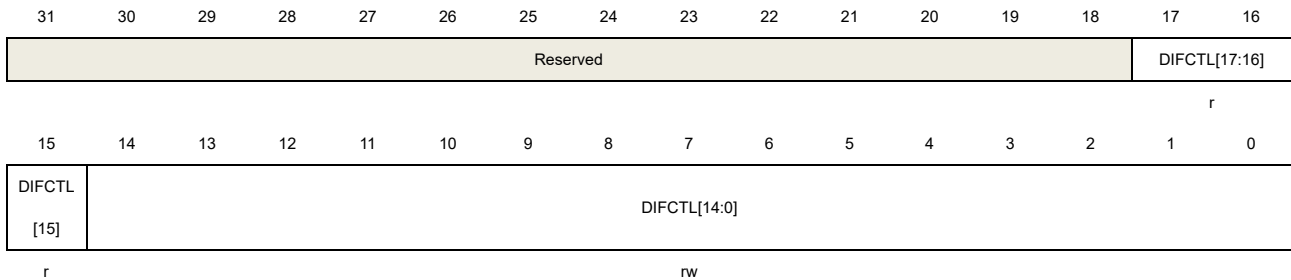 31 30 29 28 27 26 25 24 23 22 21 20 19 18 17 16
Reserved DIFCTL[17:16]
r
15 14 13 12 11 10 9 8 7 6 5 4 3 2 1 0
DIFCTL
[15]
DIFCTL[14:0]
r rw